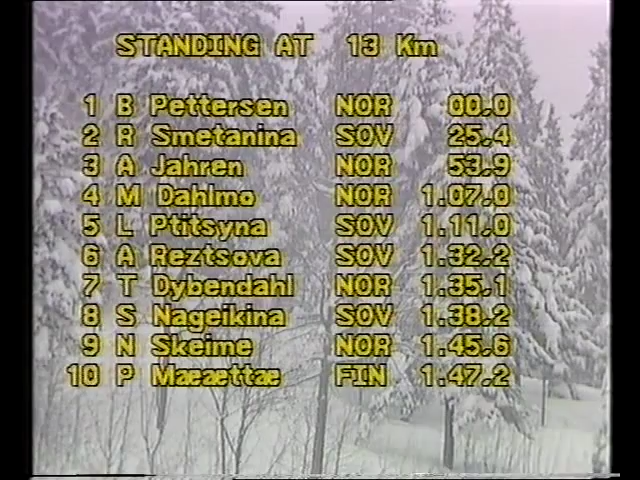 STANDING AT 13 Km
1 B Pettersen NOR 00.0
2 R Smetanina SOV 25.4
3 A Jahren NOR 53.9
4 M Dahlmo NOR 1.07.0
5 L Ptitsyna SOV 1.11.0
6 A Reztsova SOV 1.32.2
7 T Dybendahl NOR 1.35.1
8 S Nageikina SOV 1.38.2
9 N Skeime NOR 1.45.6
10 P Mæææettæ FIN 1.47.2